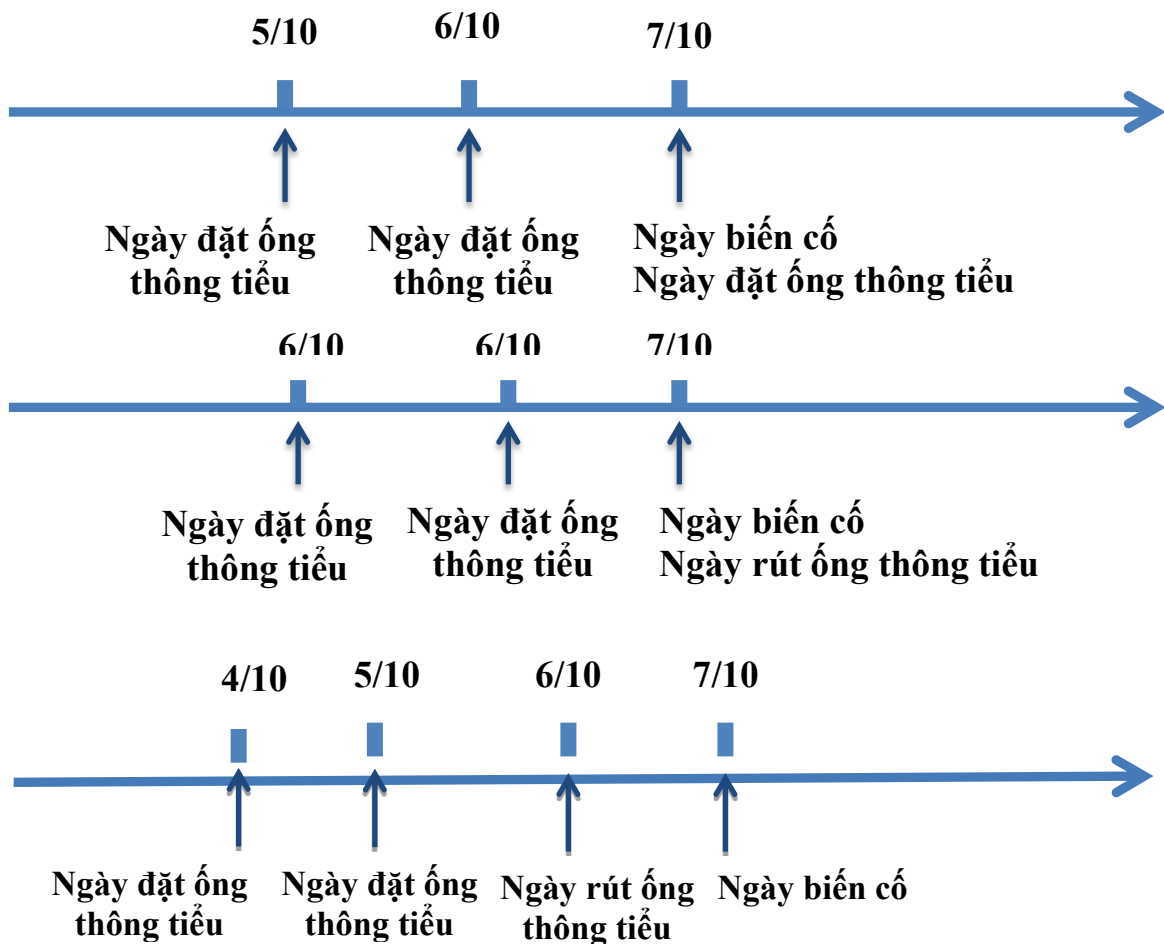 5/10 6/10 7/10
Ngày đặt ống Ngày đặt ống Ngày biến cố
thông tiểu thông tiểu Ngày đặt ống thông tiểu
6/10 6/10 7/10
Ngày đặt ống Ngày đặt ống Ngày biến cố
thông tiểu thông tiểu Ngày rút ống thông tiểu
4/10 5/10 6/10 7/10
Ngày đặt ống Ngày đặt ống Ngày rút ống Ngày biến cố
thông tiểu thông tiểu thông tiểu